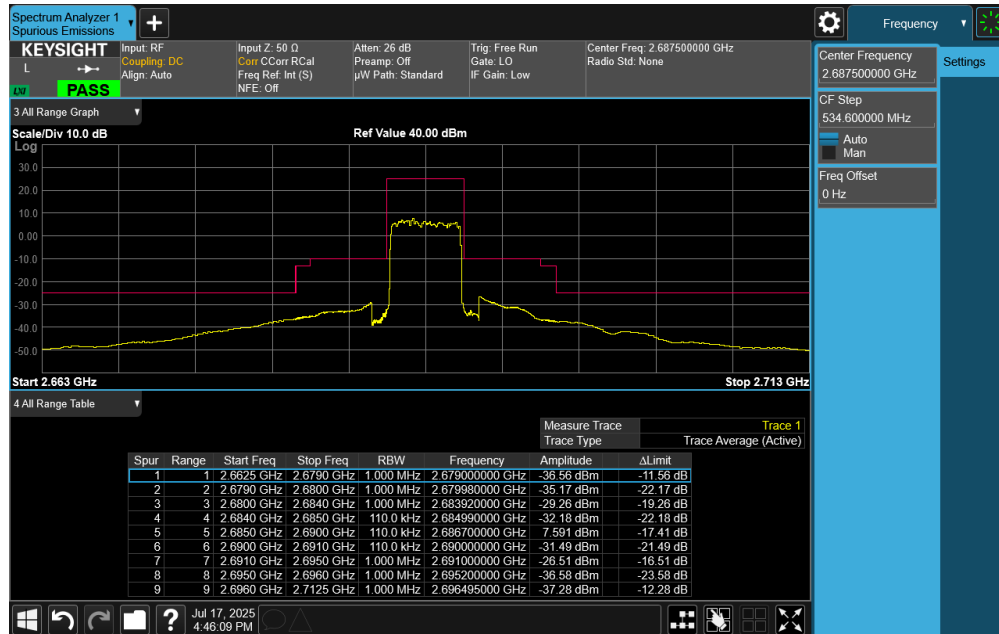 Spectrum Analyzer 1
Spurious Emissions
Frequency
KEYSIGHT
L
LXI
PASS
Input: RF
Coupling: DC
Align: Auto
Input Z: 50 Ω
Corr CCorr RCal
Freq Ref: Int (S)
NFE: Off
Atten: 26 dB
Preamp: Off
µW Path: Standard
Trig: Free Run
Gate: LO
IF Gain: Low
Center Freq: 2.687500000 GHz
Radio Std: None
Center Frequency
2.687500000 GHz
Settings
CF Step
534.600000 MHz
Auto
Man
Freq Offset
0 Hz
3 All Range Graph
Scale/Div 10.0 dB
Ref Value 40.00 dBm
Log
30.0
20.0
10.0
0.00
-10.0
-20.0
-30.0
-40.0
-50.0
Start 2.663 GHz
Stop 2.713 GHz
4 All Range Table
Measure Trace Trace 1
Trace Type Trace Average (Active)
Spur Range Start Freq Stop Freq RBW Frequency Amplitude ΔLimit
1 1 2.6625 GHz 2.6790 GHz 1.000 MHz 2.679000000 GHz -36.56 dBm -11.56 dB
2 2 2.6790 GHz 2.6800 GHz 1.000 MHz 2.679980000 GHz -35.17 dBm -22.17 dB
3 3 2.6800 GHz 2.6840 GHz 1.000 MHz 2.683920000 GHz -29.26 dBm -19.26 dB
4 4 2.6840 GHz 2.6850 GHz 110.0 kHz 2.684990000 GHz -32.18 dBm -22.18 dB
5 5 2.6850 GHz 2.6900 GHz 110.0 kHz 2.686700000 GHz 7.591 dBm -17.41 dB
6 6 2.6900 GHz 2.6910 GHz 110.0 kHz 2.690000000 GHz -31.49 dBm -21.49 dB
7 7 2.6910 GHz 2.6950 GHz 1.000 MHz 2.691000000 GHz -26.51 dBm -16.51 dB
8 8 2.6950 GHz 2.6960 GHz 1.000 MHz 2.695200000 GHz -36.58 dBm -23.58 dB
9 9 2.6960 GHz 2.7125 GHz 1.000 MHz 2.696495000 GHz -37.28 dBm -12.28 dB
?
Jul 17, 2025
4:46:09 PM